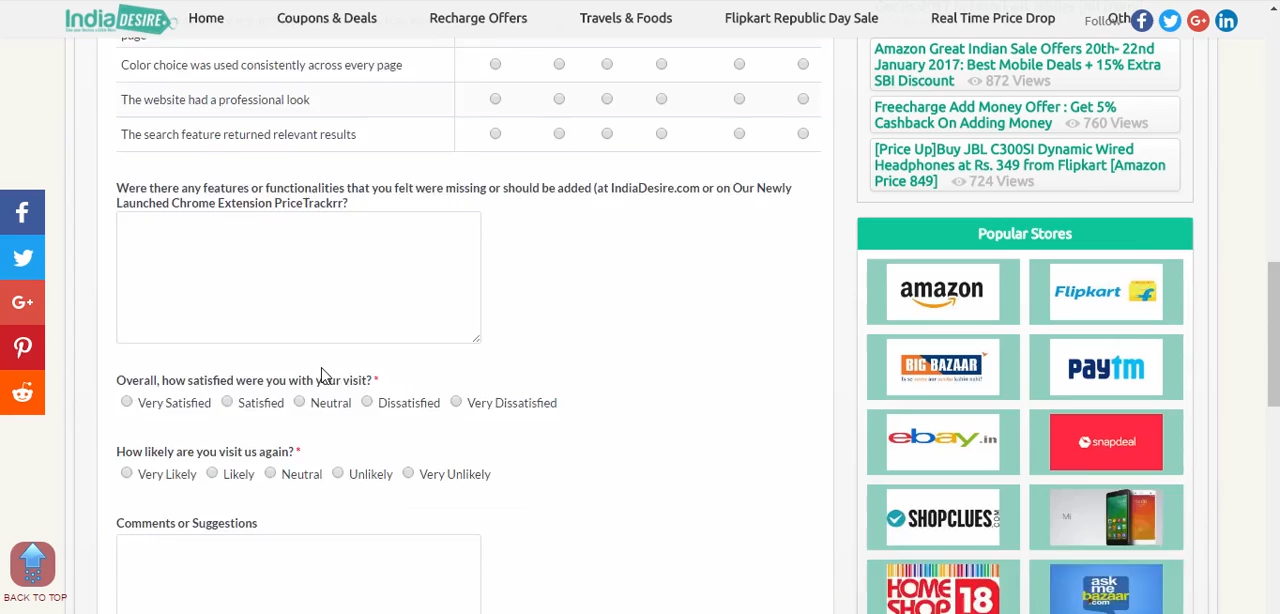 India DESIRE
Home
Coupons & Deals
Recharge Offers
Travels & Foods
Flipkart Republic Day Sale
Real Time Price Drop
Oth
Follow
page
Color choice was used consistently across every page
The website had a professional look
The search feature returned relevant results
Were there any features or functionlities that you felt were missing or should be added (at IndiaDesire.com or on Our Newly
Launched Chrome Extension PriceTrackrr?
Overall, how satisfied were you with your visit? *
Very Satisfied
Satisfied
Neutral
Dissatisfied
Very Dissatisfied
How likely are you visit us again? *
Very Likely
Likely
Neutral
Unlikely
Very Unlikely
Comments or Suggestions
BACK TO TOP
Amazon Great Indian Sale Offers 20th- 22nd
January 2017: Best Mobile Deals + 15% Extra
SBI Discount 872 Views
Freecharge Add Money Offer : Get 5%
Cashback On Adding Money 760 Views
[Price Up]Buy JBL C300SI Dynamic Wired
Headphones at Rs. 349 from Flipkart [Amazon
Price 849] 724 Views
Popular Stores
amazon
Flipkart
BIG BAZAAR
paytm
ebay.in
snapdeal
SHOPCLUES.COM
Mi
HOME
SHOP 18
ask
me
bazaar
.com